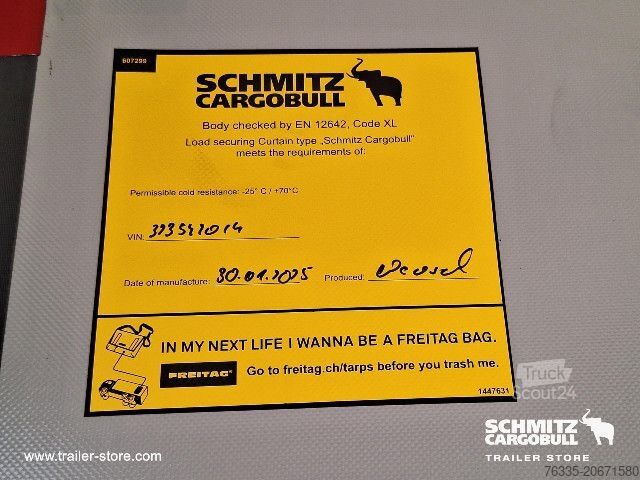 607299
SCHMITZ
CARGOBULL
Body checked by EN 12642, Code XL
Load securing Curtain type „Schmitz Cargobull"
meets the requirements of:
Permissible cold resistance: -25° C / +70°C
VIN:
Date of manufacture: 30.01.2025 Produced:
IN MY NEXT LIFE I WANNA BE A FREITAG BAG.
FREITAG® Go to freitag.ch/tarps before you trash me.
1447631
Truck
Scout24
SCHMITZ
CARGOBULL
TRAILER STORE
www.trailer-store.com
76335-20671580